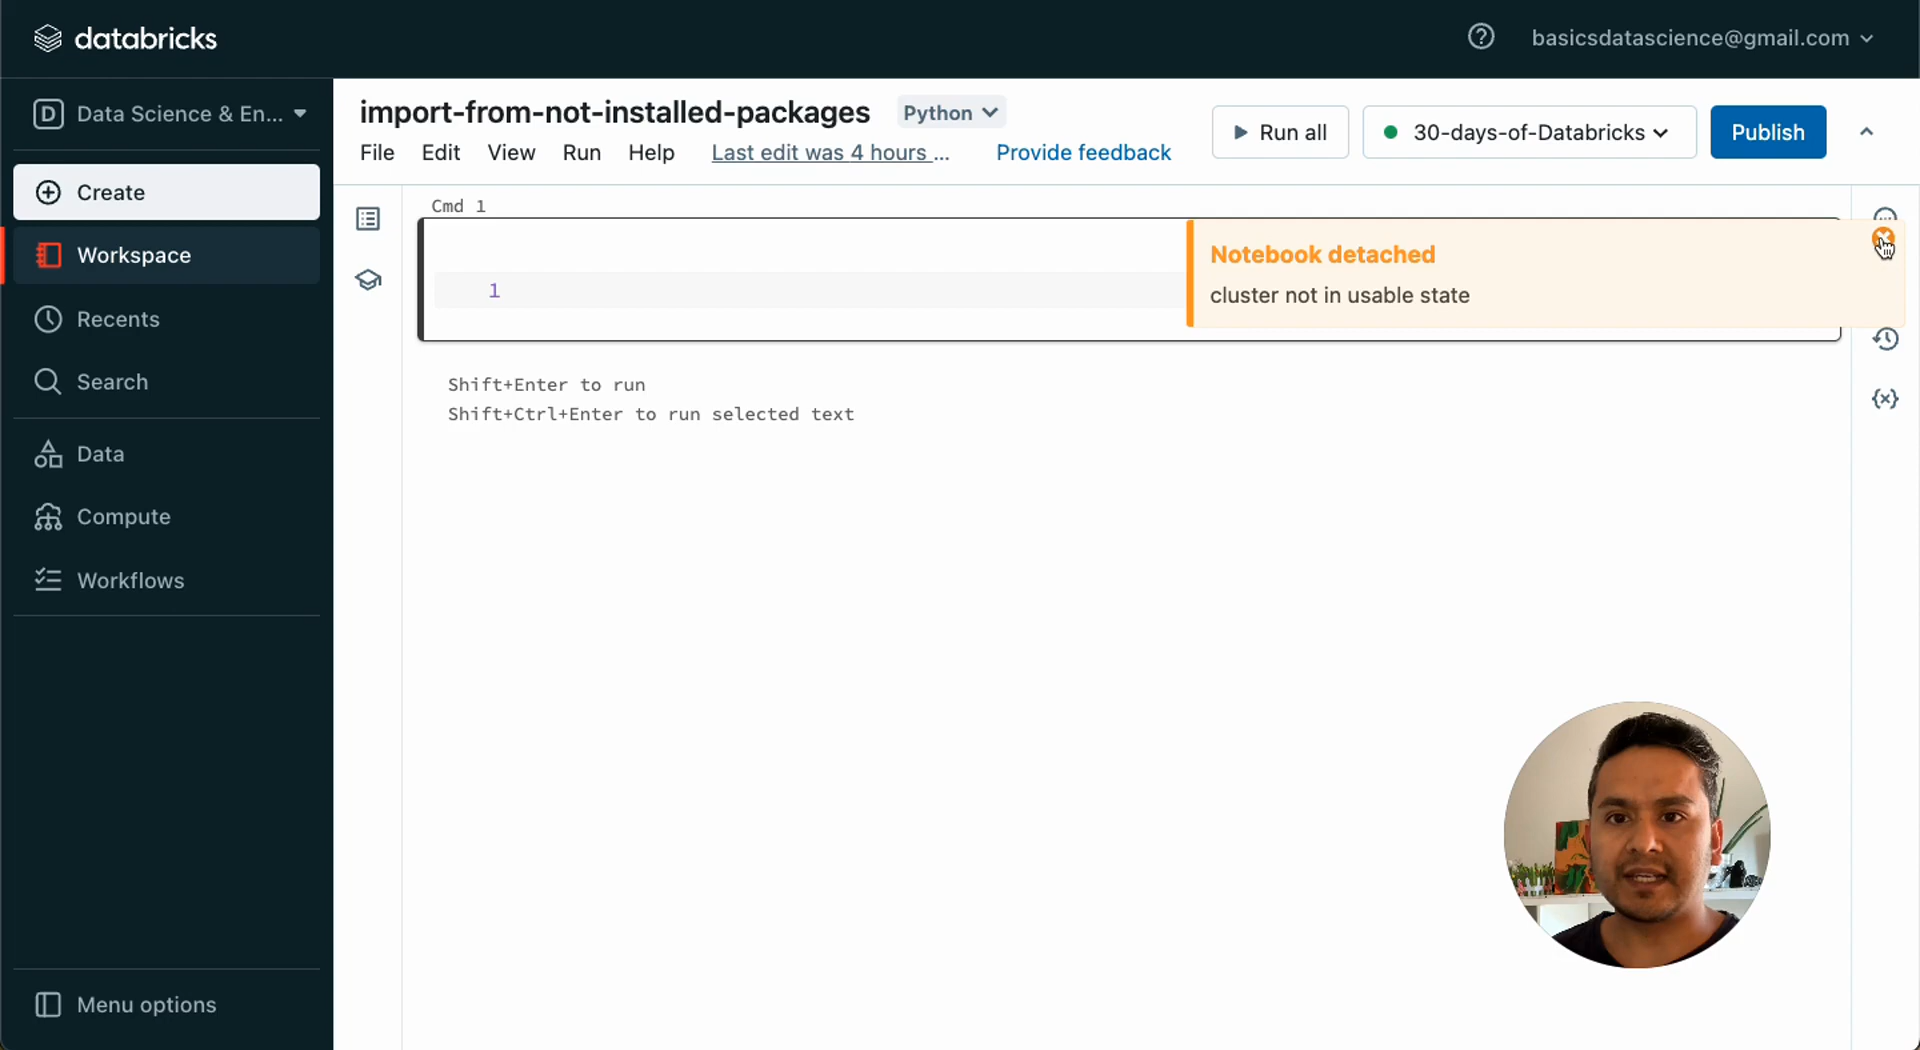 databricks
basicsdatascience@gmail.com
D Data Science & En...
Create
Workspace
Recents
Search
Data
Compute
Workflows
Menu options
import-from-not-installed-packages Python
File Edit View Run Help Last edit was 4 hours ... Provide feedback
Run all
30-days-of-Databricks
Publish
Cmd 1
1
Notebook detached
cluster not in usable state
Shift+Enter to run
Shift+Ctrl+Enter to run selected text